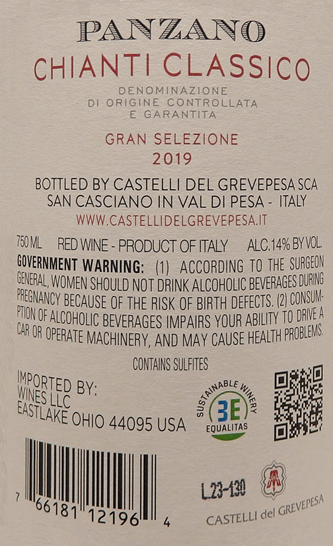 PANZANO
CHIANTI CLASSICO
DENOMINAZIONE
DI ORIGINE CONTROLLATA
E GARANTITA
GRAN SELEZIONE
2019
BOTTLED BY CASTELLI DEL GREVEPESA SCA
SAN CASCIANO IN VAL DI PESA - ITALY
WWW.CASTELLIDELGREVEPESA.IT
750 ML RED WINE - PRODUCT OF ITALY ALC.14% BY VOL.
GOVERNMENT WARNING: (1) ACCORDING TO THE SURGEON
GENERAL, WOMEN SHOULD NOT DRINK ALCOHOLIC BEVERAGES DURING
PREGNANCY BECAUSE OF THE RISK OF BIRTH DEFECTS. (2) CONSUM-
PTION OF ALCOHOLIC BEVERAGES IMPAIRS YOUR ABILITY TO DRIVE A
CAR OR OPERATE MACHINERY, AND MAY CAUSE HEALTH PROBLEMS.
CONTAINS SULFITES
IMPORTED BY:
WINES LLC
EASTLAKE OHIO 44095 USA
SUSTAINABLE WINERY
3E
EQUALITAS
7 66181 12196 4
L.23-130
CASTELLI del GREVEPESA